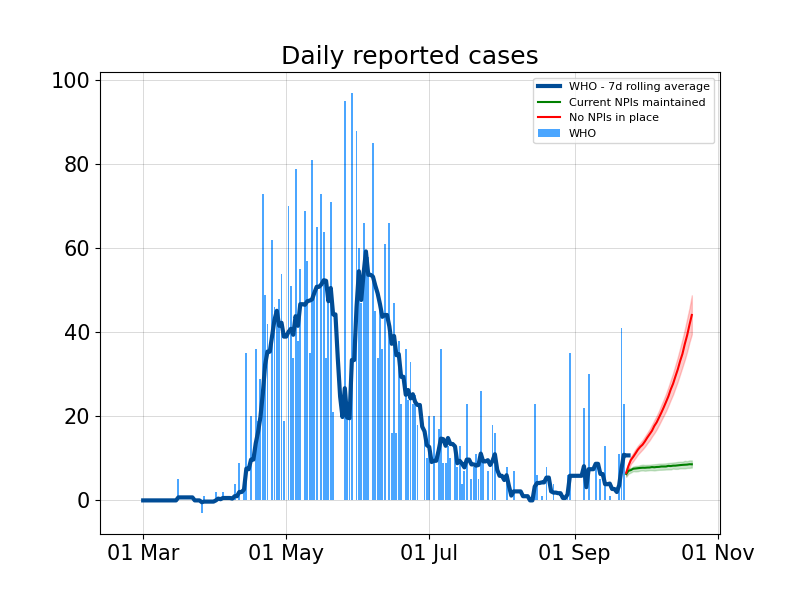 Daily reported cases
100
80
60
40
20
0
01 Mar
01 May
01 Jul
01 Sep
01 Nov
WHO - 7d rolling average
Current NPIs maintained
No NPIs in place
WHO